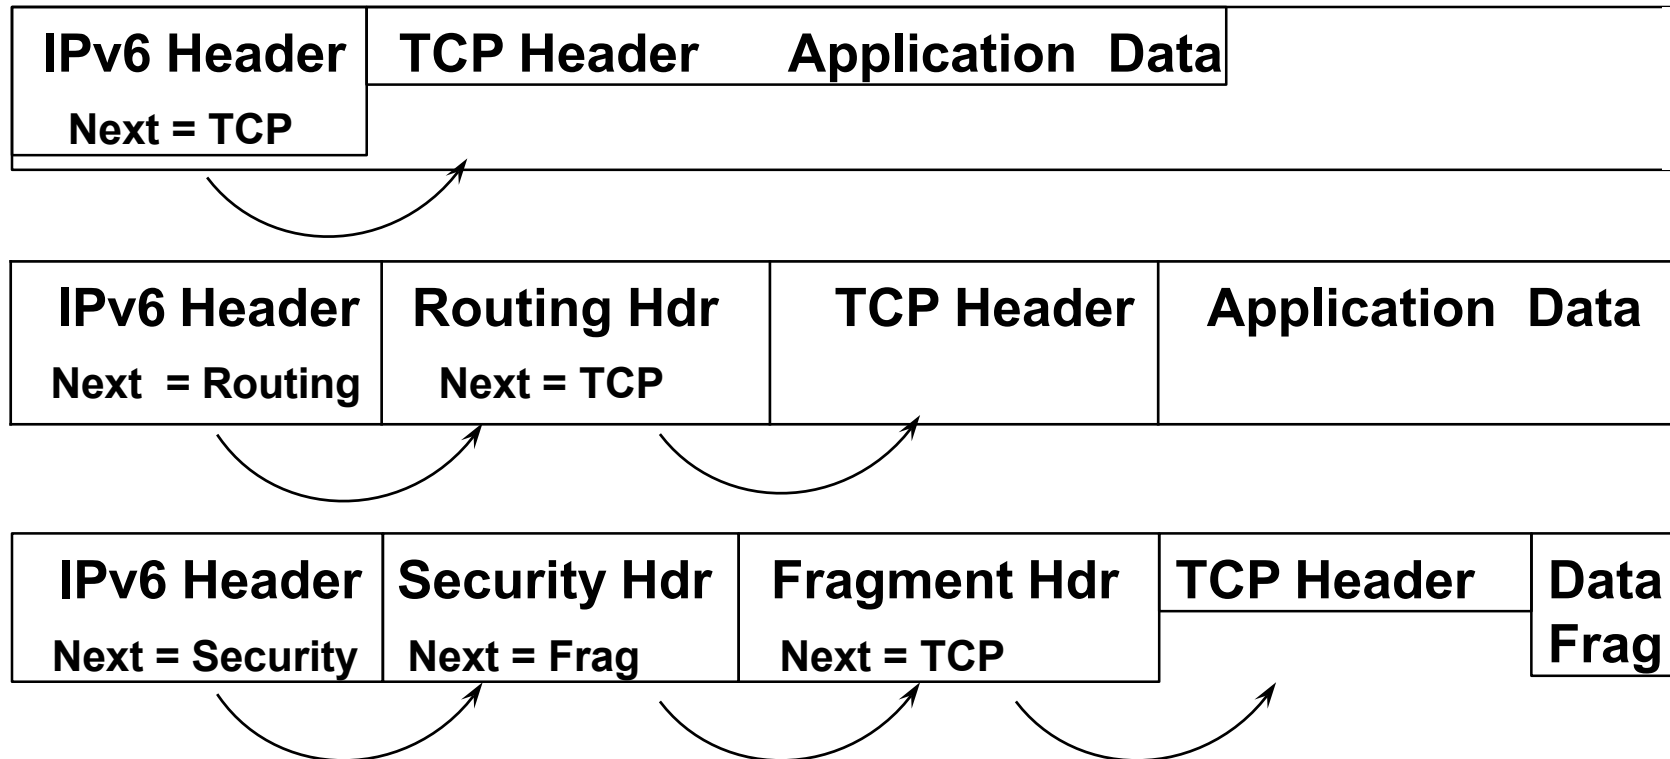 IPv6 Header TCP Header Application Data
Next = TCP
IPv6 Header Routing Hdr TCP Header Application Data
Next = Routing Next = TCP
IPv6 Header Security Hdr Fragment Hdr TCP Header Data
Next = Security Next = Frag Next = TCP Frag